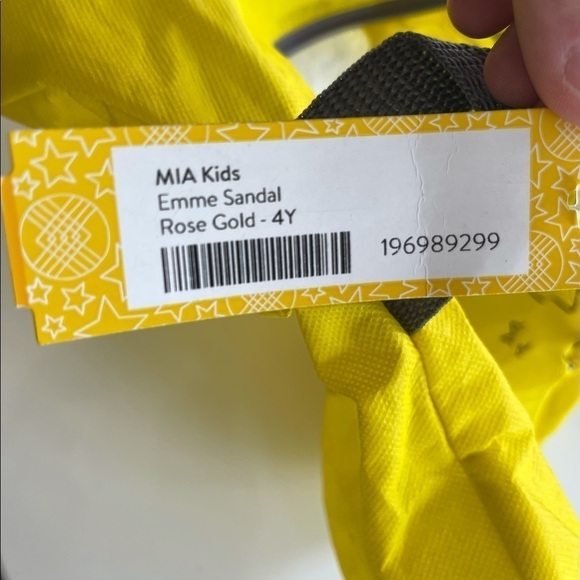 MIA Kids
Emme Sandal
Rose Gold - 4Y
196989299